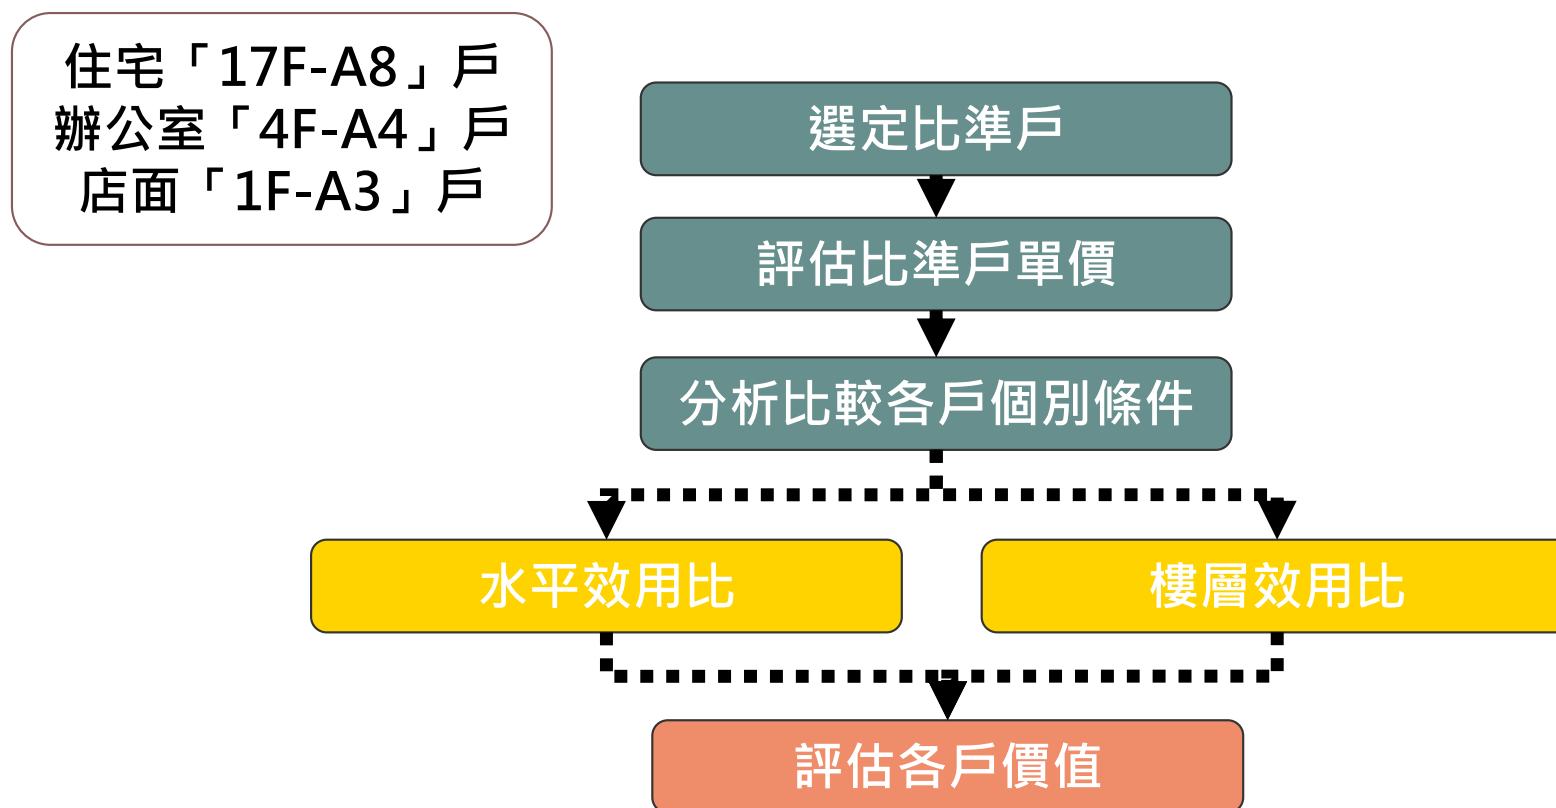 住宅「17F-A8」戶
辦公室「4F-A4」戶
店面「1F-A3」戶
選定比準戶
評估比準戶單價
分析比較各戶個別條件
水平效用比
樓層效用比
評估各戶價值